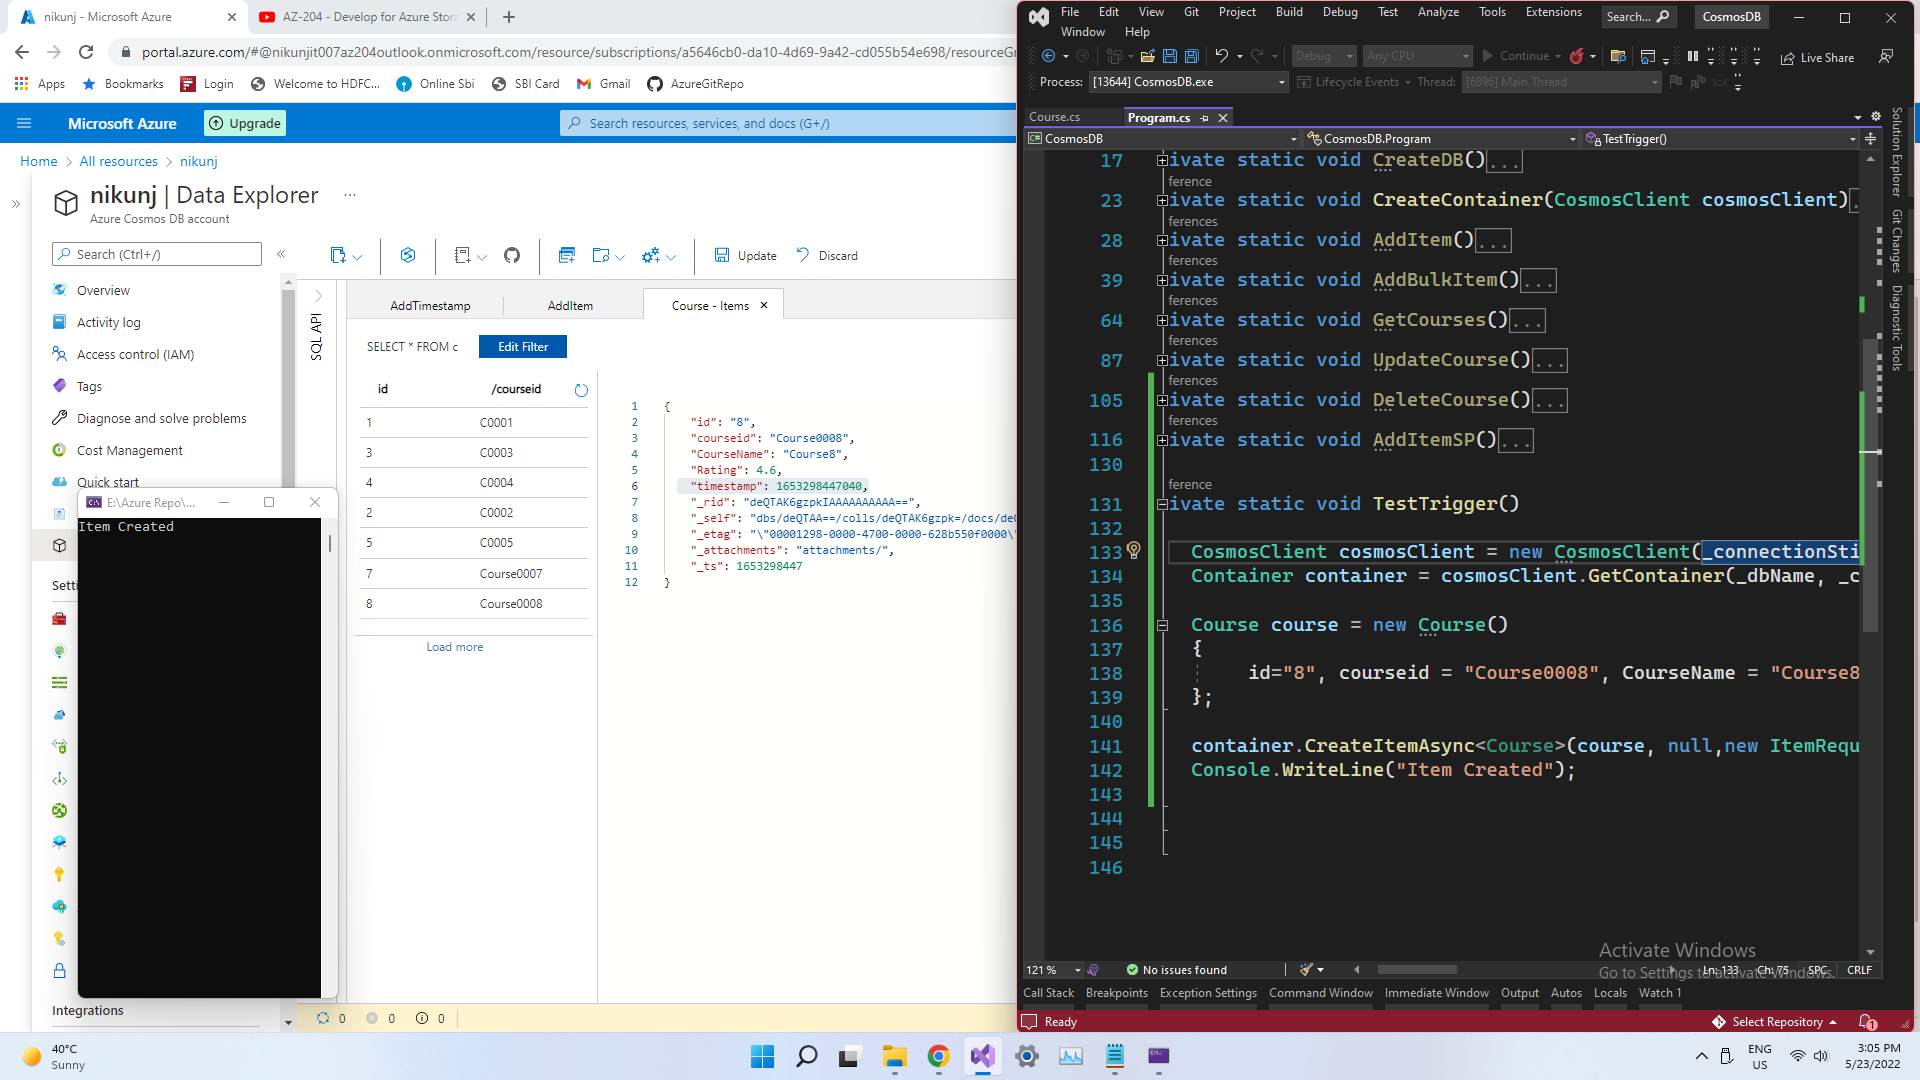 nikunj - Microsoft Azure
AZ-204 - Develop for Azure Stora
portal.azure.com/#@nikunjit007az204outlook.onmicrosoft.com/resource/subscriptions/a5646cb0-da10-4d69-9a42-cd055b54e698/resourceGr
Apps
Bookmarks
Login
Welcome to HDFC...
Online Sbi
SBI Card
Gmail
AzureGitRepo
Microsoft Azure
Upgrade
Search resources, services, and docs (G+/)
Home > All resources > nikunj
nikunj | Data Explorer ...
Azure Cosmos DB account
Search (Ctrl+/)
Update
Discard
Overview
Activity log
Access control (IAM)
Tags
Diagnose and solve problems
Cost Management
Quick start
Setti
Integrations
SQL API
AddTimestamp
AddItem
Course - Items
SELECT * FROM c
Edit Filter
id /courseid
1 C0001
3 C0003
4 C0004
2 C0002
5 C0005
7 Course0007
8 Course0008
Load more
1 {
2 "id": "8",
3 "courseid": "Course0008",
4 "CourseName": "Course8",
5 "Rating": 4.6,
6 "timestamp": 1653298447040,
7 "_rid": "deQTAK6gzpkIAAAAAAAAAA==",
8 "_self": "dbs/deQTAA==/colls/deQTAK6gzpk=/docs/deQ
9 "_etag": "\"00001298-0000-4700-0000-628b550f0000\"
10 "_attachments": "attachments/",
11 "_ts": 1653298447
12 }
0 0 0
E:\Azure Repo\...
Item Created
File Edit View Git Project Build Debug Test Analyze Tools Extensions
Window Help
Search...
CosmosDB
Debug
Any CPU
Continue
Live Share
Process: [13644] CosmosDB.exe
Lifecycle Events
Thread:
[6896] Main Thread
Course.cs
Program.cs
CosmosDB
CosmosDB.Program
TestTrigger()
Solution Explorer
Git Changes
Diagnostic Tools
17 ivate static void CreateDB()...
ference
23 ivate static void CreateContainer(CosmosClient cosmosClient)
ferences
28 ivate static void AddItem()...
ferences
39 ivate static void AddBulkItem()...
ferences
64 ivate static void GetCourses()...
ferences
87 ivate static void UpdateCourse()...
ferences
105 ivate static void DeleteCourse()...
ferences
116 ivate static void AddItemSP()...
130
ference
131 ivate static void TestTrigger()
132
133 CosmosClient cosmosClient = new CosmosClient(_connectionSti
134 Container container = cosmosClient.GetContainer(_dbName, _c
135
136 Course course = new Course()
137 {
138 id="8", courseid = "Course0008", CourseName = "Course8
139 };
140
141 container.CreateItemAsync<Course>(course, null,new ItemRequ
142 Console.WriteLine("Item Created");
143
144
145
146
Activate Windows
Go to Settings to activate Windows.
121 %
No issues found
Ln: 133 Ch: 75 SPC CRLF
Call Stack
Breakpoints
Exception Settings
Command Window
Immediate Window
Output
Autos
Locals
Watch 1
Ready
Select Repository
1
40°C
Sunny
ENG
US
3:05 PM
5/23/2022